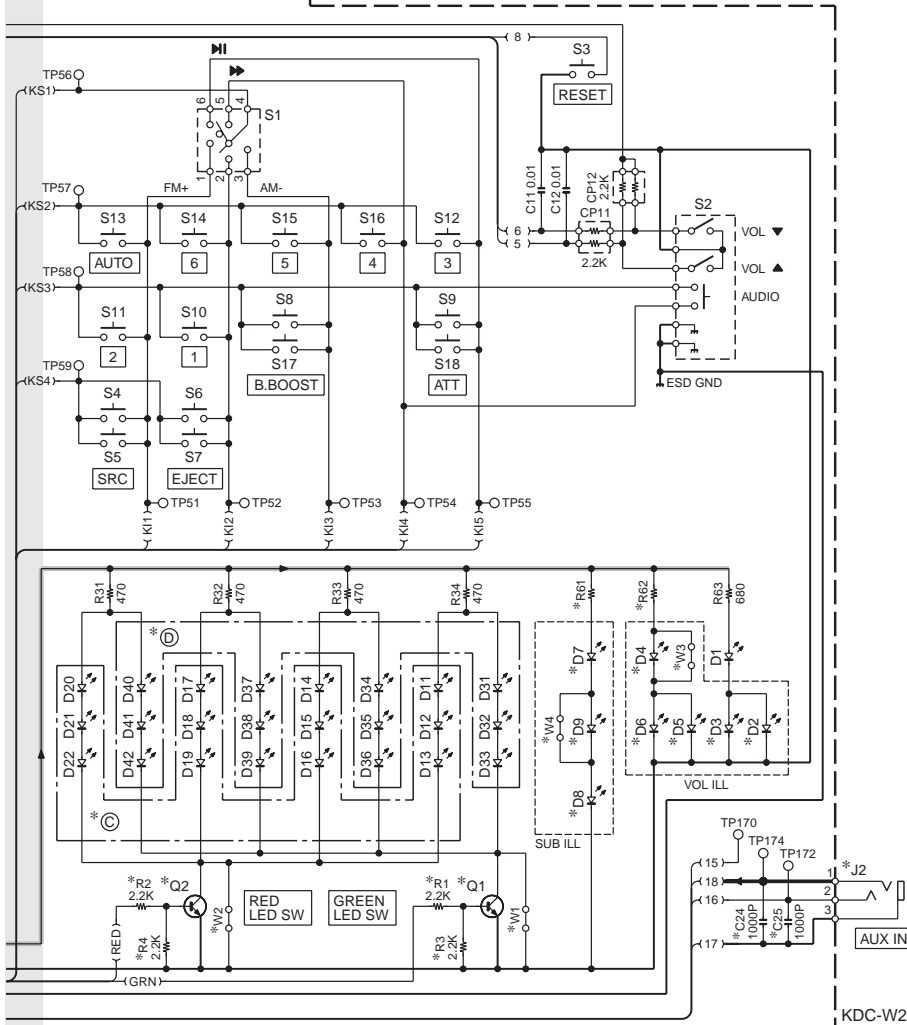 8
S3
RESET
TP56
KS1
6 5 4
S1
1 2 3
FM+
AM-
TP57
KS2
S13
AUTO
S14
6
S15
5
S16
4
S12
3
C11 0.01
C12 0.01
CP12
2.2K
CP11
2.2K
6
5
S2
VOL ▼
VOL ▲
AUDIO
ESD GND
TP58
KS3
S11
2
S10
1
S8
S17
B.BOOST
S9
S18
ATT
TP59
KS4
S4
S5
SRC
S6
S7
EJECT
TP51
TP52
TP53
TP54
TP55
KI1
KI2
KI3
KI4
KI5
R31
470
R32
470
R33
470
R34
470
*R61
*R62
R63
680
*D
D20
D21
D22
D40
D41
D42
D17
D18
D19
D37
D38
D39
D14
D15
D16
D34
D35
D36
D11
D12
D13
D31
D32
D33
*C
*D7
*W4
*D9
*D8
SUB ILL
*D4
*W3
D1
*D6
*D5
*D3
*D2
VOL ILL
*R2
2.2K
*Q2
*R4
2.2K
*W2
RED
LED SW
GREEN
LED SW
*R1
2.2K
*Q1
*R3
2.2K
*W1
RED
GRN
TP170
TP174
TP172
15
18
16
17
*C24
1000P
*C25
1000P
*J2
1
2
3
AUX IN
KDC-W2